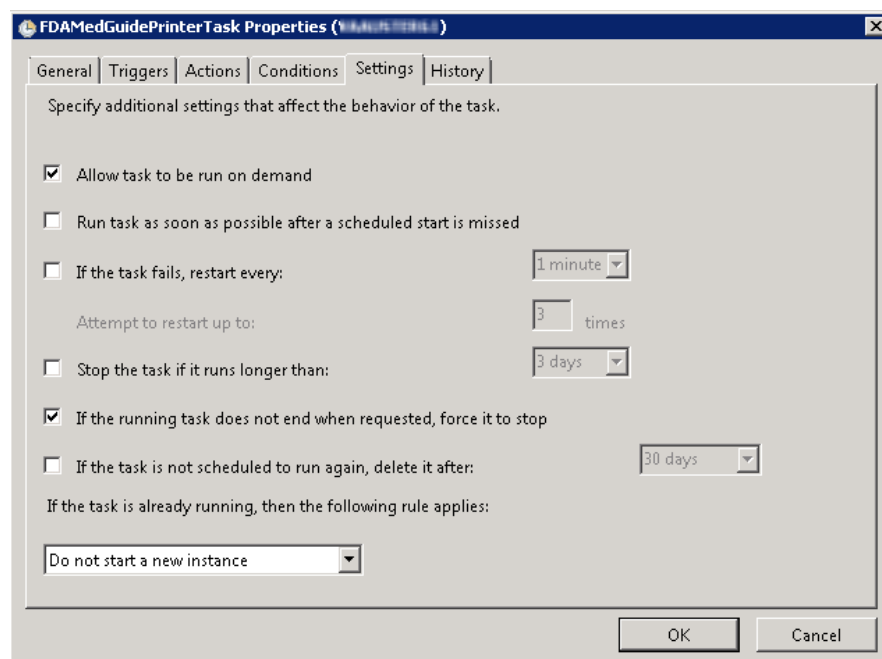 FDAMedGuidePrinterTask Properties ( )
General Triggers Actions Conditions Settings History
Specify additional settings that affect the behavior of the task.
Allow task to be run on demand
Run task as soon as possible after a scheduled start is missed
If the task fails, restart every: 1 minute
Attempt to restart up to: 3 times
Stop the task if it runs longer than: 3 days
If the running task does not end when requested, force it to stop
If the task is not scheduled to run again, delete it after: 30 days
If the task is already running, then the following rule applies:
Do not start a new instance
OK Cancel